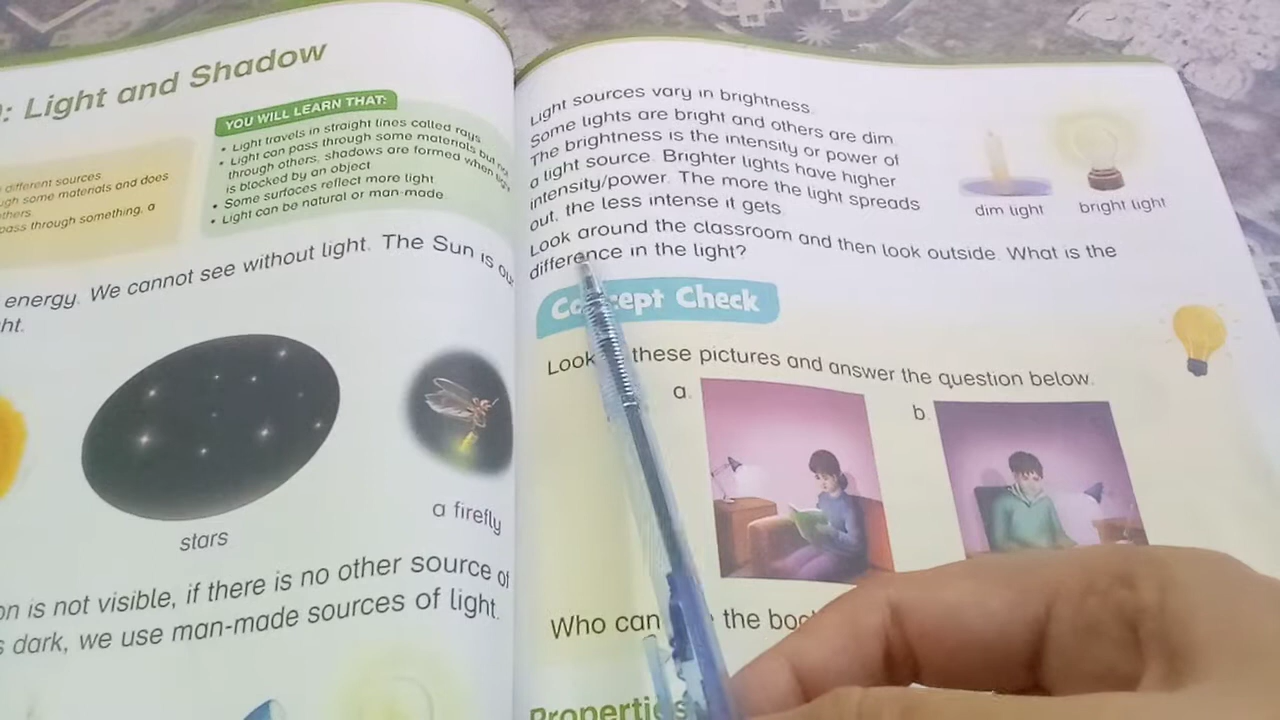 : Light and Shadow
YOU WILL LEARN THAT:
• Light travels in straight lines called rays
• Light can pass through some materials but not
through others, shadows are formed when light
is blocked by an object
• Some surfaces reflect more light
• Light can be natural or man-made
different sources
some materials and does
pass through something, a
energy. We cannot see without light. The Sun is
stars
a firefly
is not visible, if there is no other source of
dark, we use man-made sources of light.
Light sources vary in brightness.
Some lights are bright and others are dim.
The brightness is the intensity or power of
a light source. Brighter lights have higher
intensity/power. The more the light spreads
out, the less intense it gets.
Look around the classroom and then look outside. What is the
difference in the light?
dim light
bright light
Concept Check
Look these pictures and answer the question below.
a.
b.
Who can the